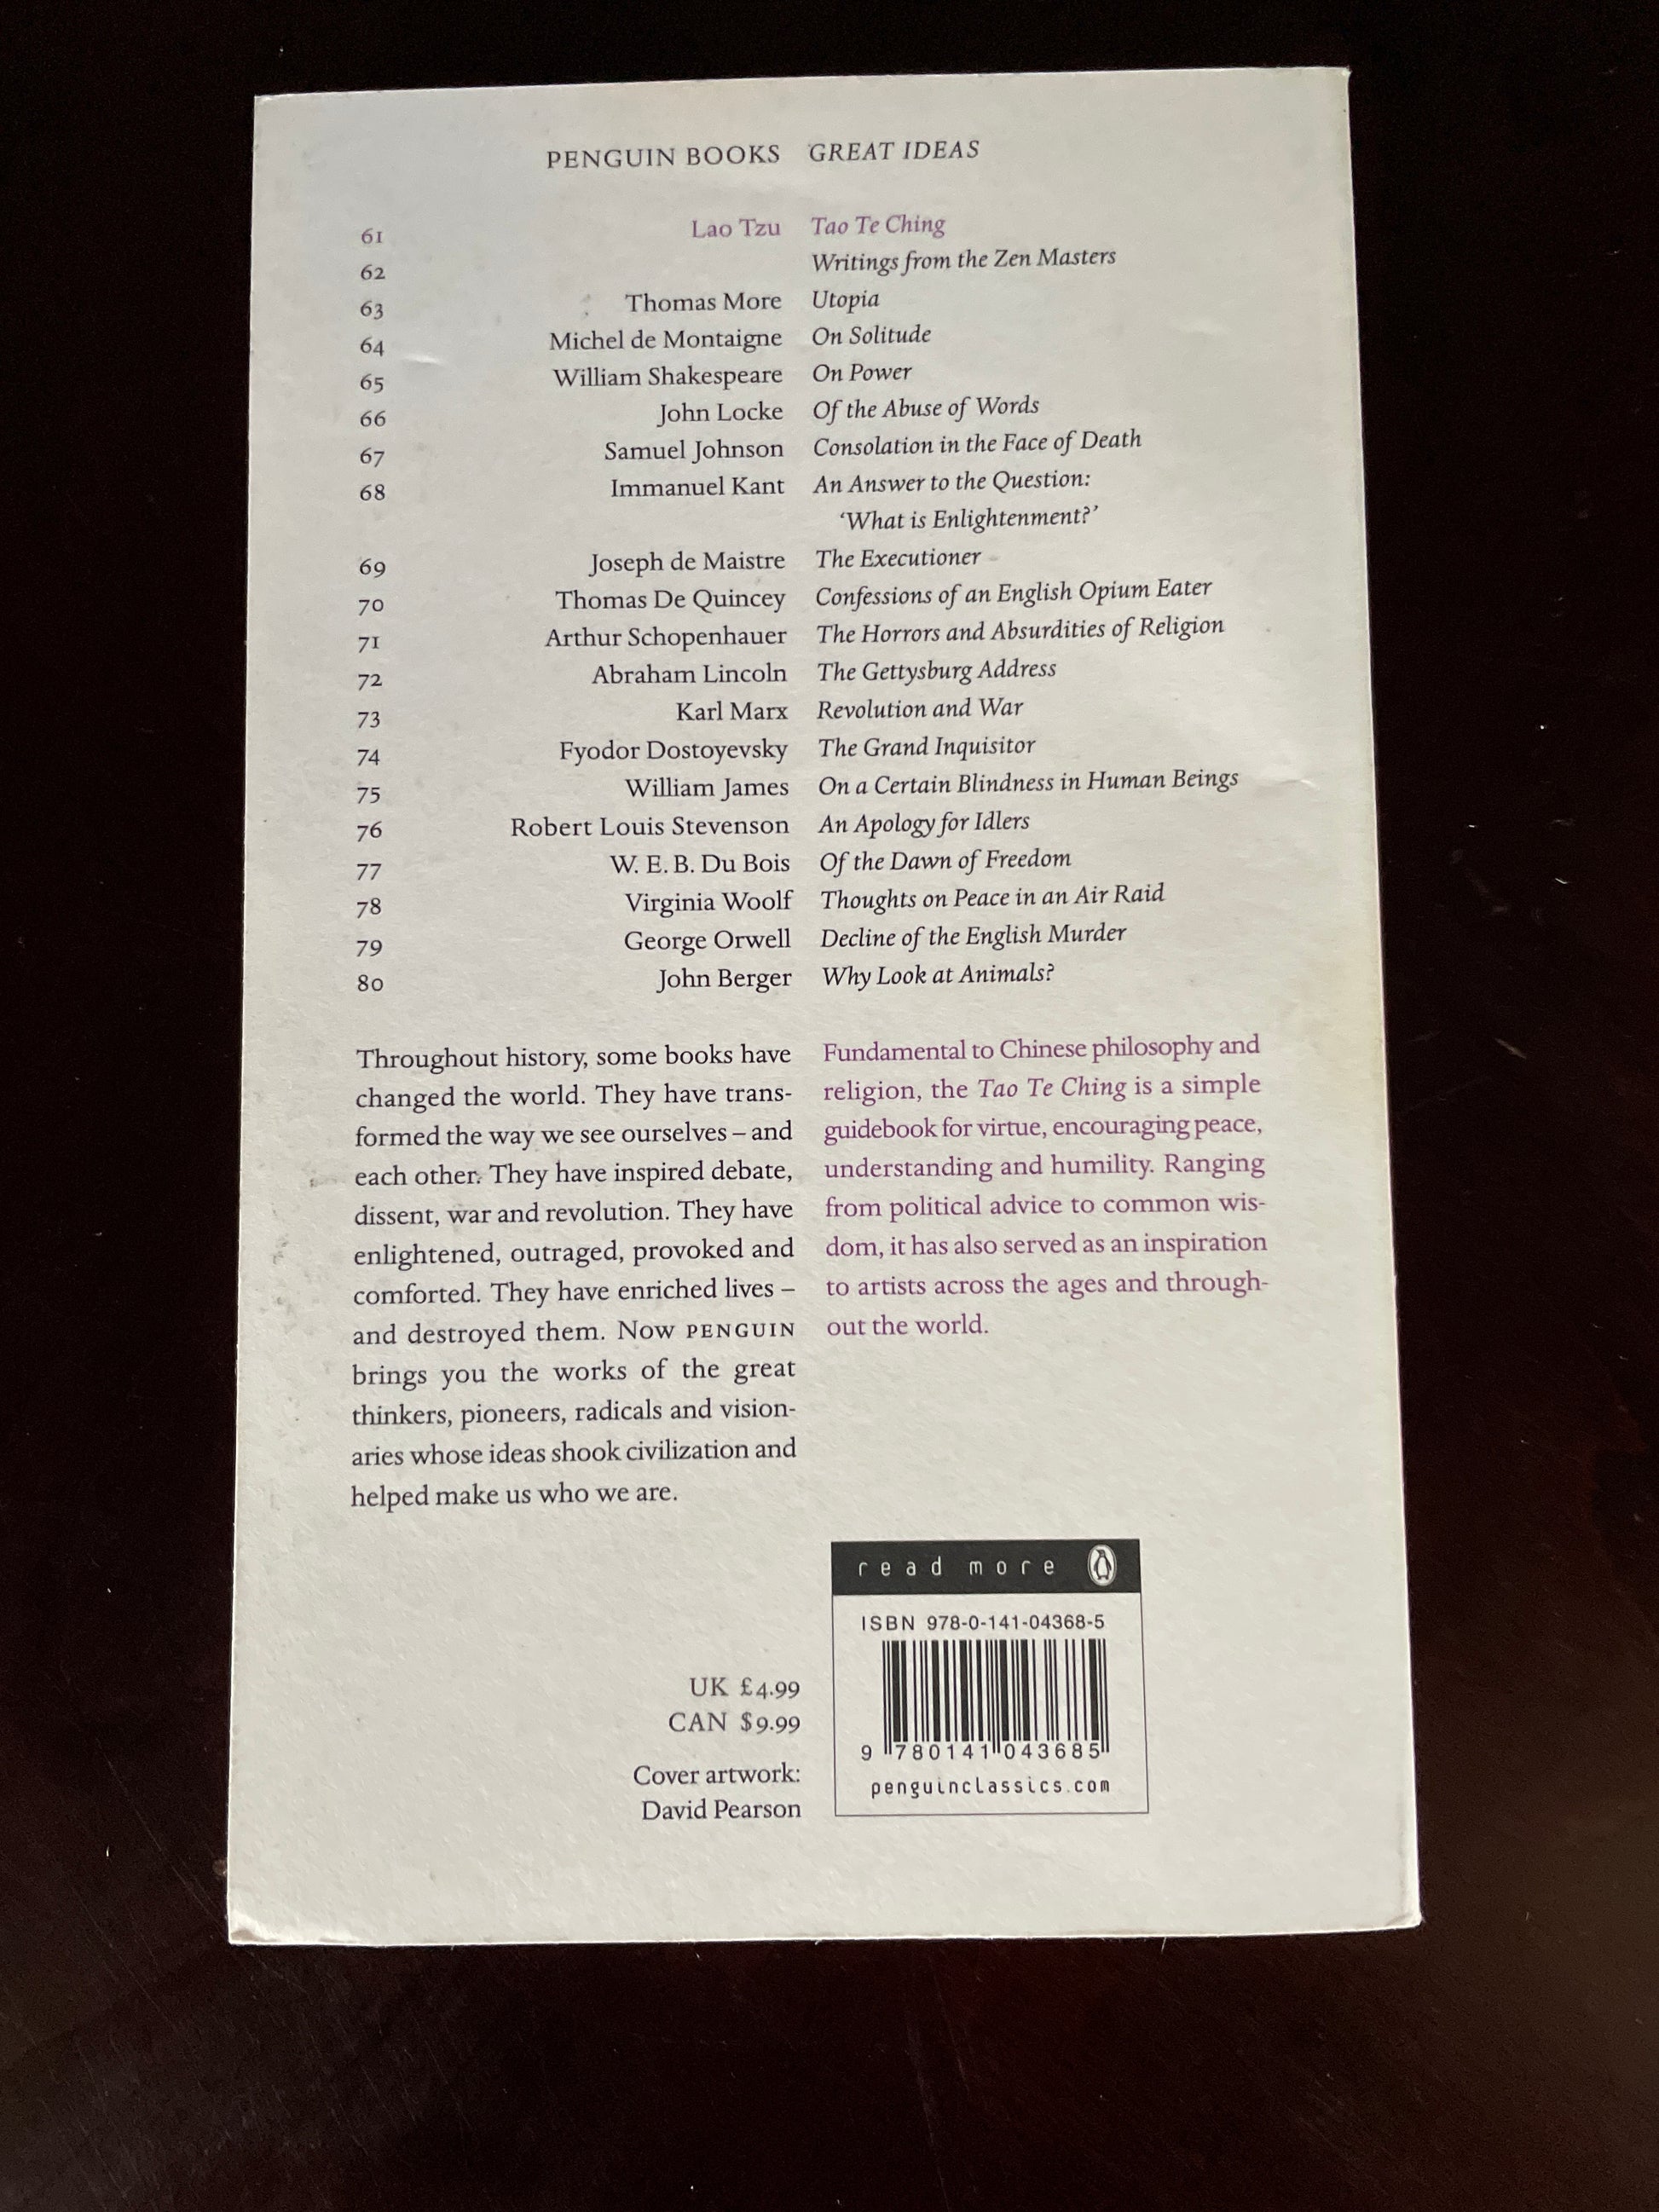 PENGUIN BOOKS GREAT IDEAS
61 Lao Tzu Tao Te Ching
62 Writings from the Zen Masters
63 Thomas More Utopia
64 Michel de Montaigne On Solitude
65 William Shakespeare On Power
66 John Locke Of the Abuse of Words
67 Samuel Johnson Consolation in the Face of Death
68 Immanuel Kant An Answer to the Question:
‘What is Enlightenment?’
69 Joseph de Maistre The Executioner
70 Thomas De Quincey Confessions of an English Opium Eater
71 Arthur Schopenhauer The Horrors and Absurdities of Religion
72 Abraham Lincoln The Gettysburg Address
73 Karl Marx Revolution and War
74 Fyodor Dostoyevsky The Grand Inquisitor
75 William James On a Certain Blindness in Human Beings
76 Robert Louis Stevenson An Apology for Idlers
77 W. E. B. Du Bois Of the Dawn of Freedom
78 Virginia Woolf Thoughts on Peace in an Air Raid
79 George Orwell Decline of the English Murder
80 John Berger Why Look at Animals?
Throughout history, some books have
changed the world. They have trans-
formed the way we see ourselves – and
each other. They have inspired debate,
dissent, war and revolution. They have
enlightened, outraged, provoked and
comforted. They have enriched lives –
and destroyed them. Now PENGUIN
brings you the works of the great
thinkers, pioneers, radicals and vision-
aries whose ideas shook civilization and
helped make us who we are.
Fundamental to Chinese philosophy and
religion, the Tao Te Ching is a simple
guidebook for virtue, encouraging peace,
understanding and humility. Ranging
from political advice to common wis-
dom, it has also served as an inspiration
to artists across the ages and through-
out the world.
UK £4.99
CAN $9.99
Cover artwork:
David Pearson
read more
ISBN 978-0-141-04368-5
9 780141 043685
penguinclassics.com